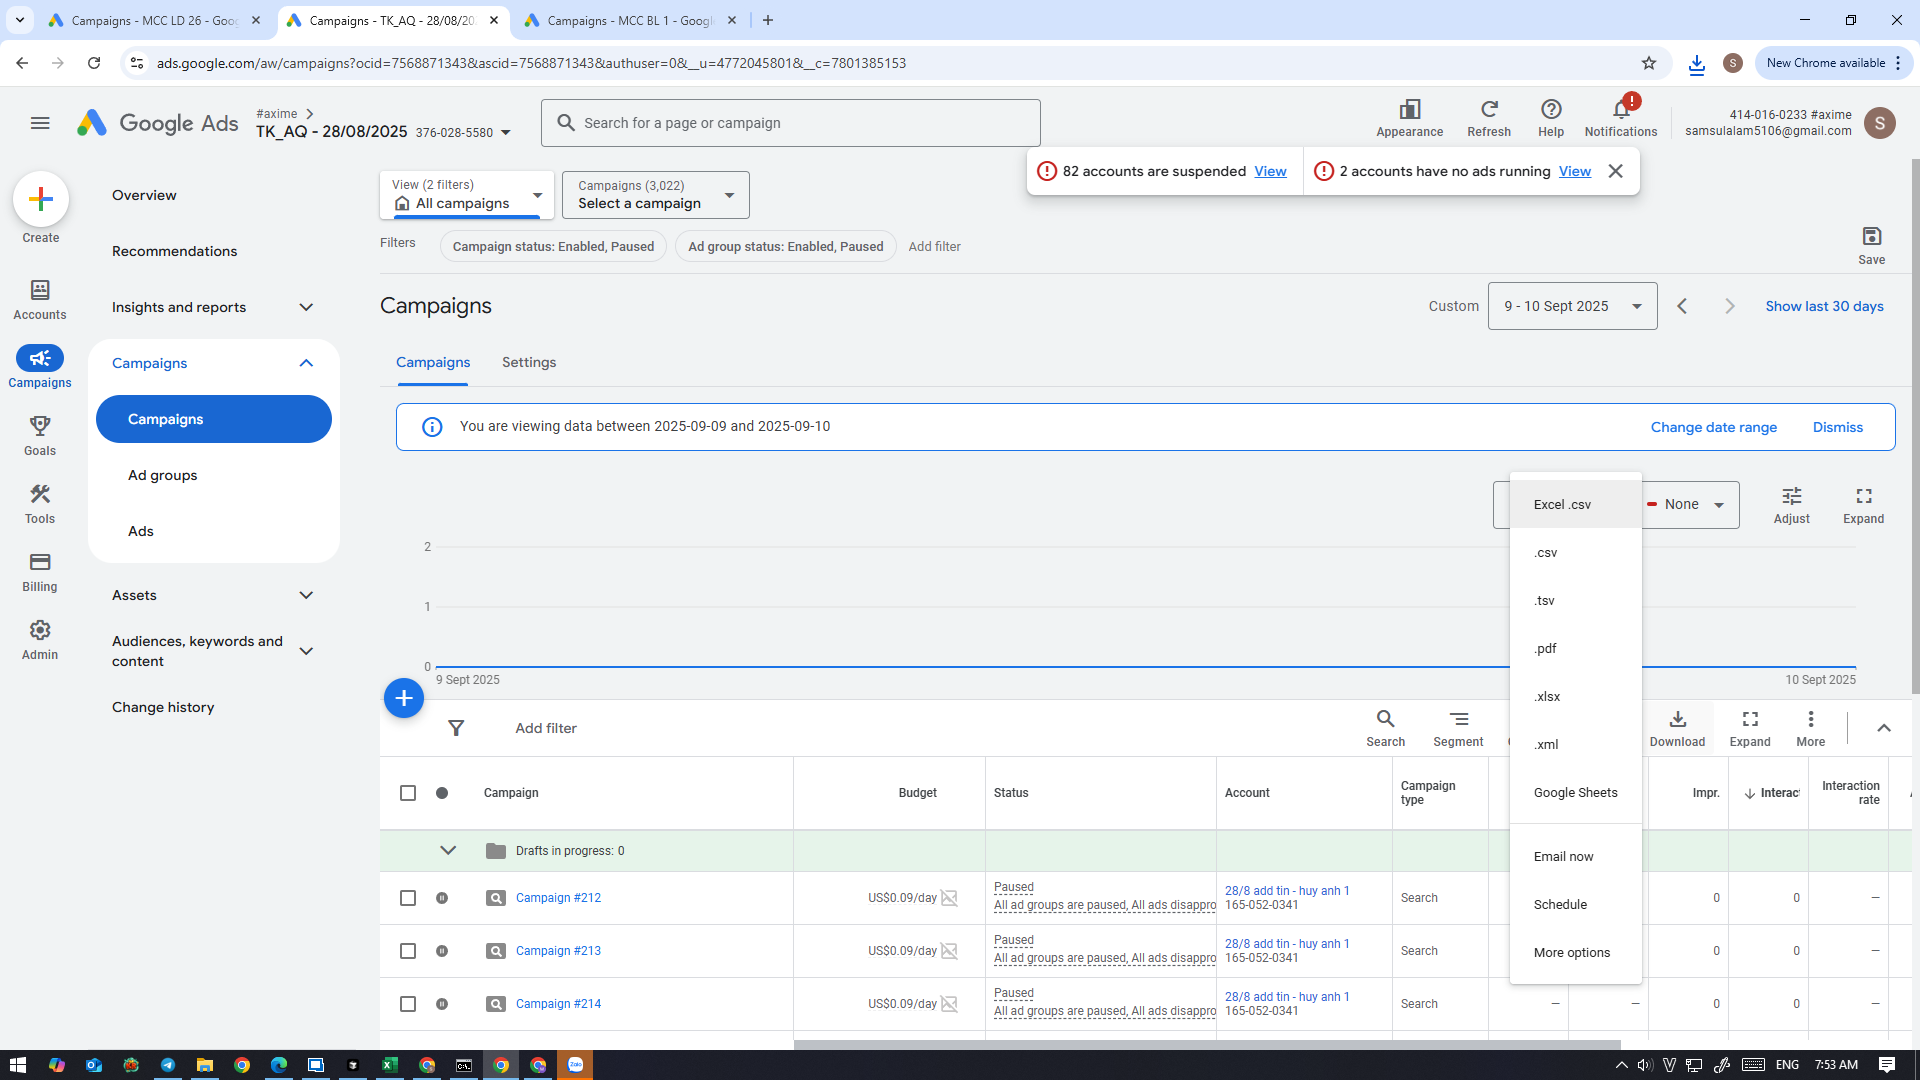 Campaigns - MCC LD 26 - Goog
Campaigns - TK_AQ - 28/08/202
Campaigns - MCC BL 1 - Google
ads.google.com/aw/campaigns?ocid=7568871343&ascid=7568871343&authuser=0&__u=4772045801&__c=7801385153
S
New Chrome available
Google Ads
#axime
TK_AQ - 28/08/2025 376-028-5580
Search for a page or campaign
Appearance
Refresh
Help
Notifications
414-016-0233 #axime
samsulalam5106@gmail.com
S
82 accounts are suspended View
2 accounts have no ads running View
Create
Accounts
Campaigns
Goals
Tools
Billing
Admin
Overview
Recommendations
Insights and reports
Campaigns
Campaigns
Ad groups
Ads
Assets
Audiences, keywords and
content
Change history
View (2 filters)
All campaigns
Campaigns (3,022)
Select a campaign
Filters
Campaign status: Enabled, Paused
Ad group status: Enabled, Paused
Add filter
Save
Campaigns
Custom
9 - 10 Sept 2025
Show last 30 days
Campaigns
Settings
You are viewing data between 2025-09-09 and 2025-09-10
Change date range
Dismiss
None
Adjust
Expand
2
1
0
9 Sept 2025
10 Sept 2025
Excel .csv
.csv
.tsv
.pdf
.xlsx
.xml
Google Sheets
Email now
Schedule
More options
Add filter
Search
Segment
Download
Expand
More
Campaign
Budget
Status
Account
Campaign
type
Impr.
Interac
Interaction
rate
Drafts in progress: 0
Campaign #212
US$0.09/day
Paused
All ad groups are paused, All ads disappro
28/8 add tin - huy anh 1
165-052-0341
Search
0
0
—
Campaign #213
US$0.09/day
Paused
All ad groups are paused, All ads disappro
28/8 add tin - huy anh 1
165-052-0341
Search
0
0
—
Campaign #214
US$0.09/day
Paused
All ad groups are paused, All ads disappro
28/8 add tin - huy anh 1
165-052-0341
Search
—
—
0
0
—
Zalo
ENG
7:53 AM